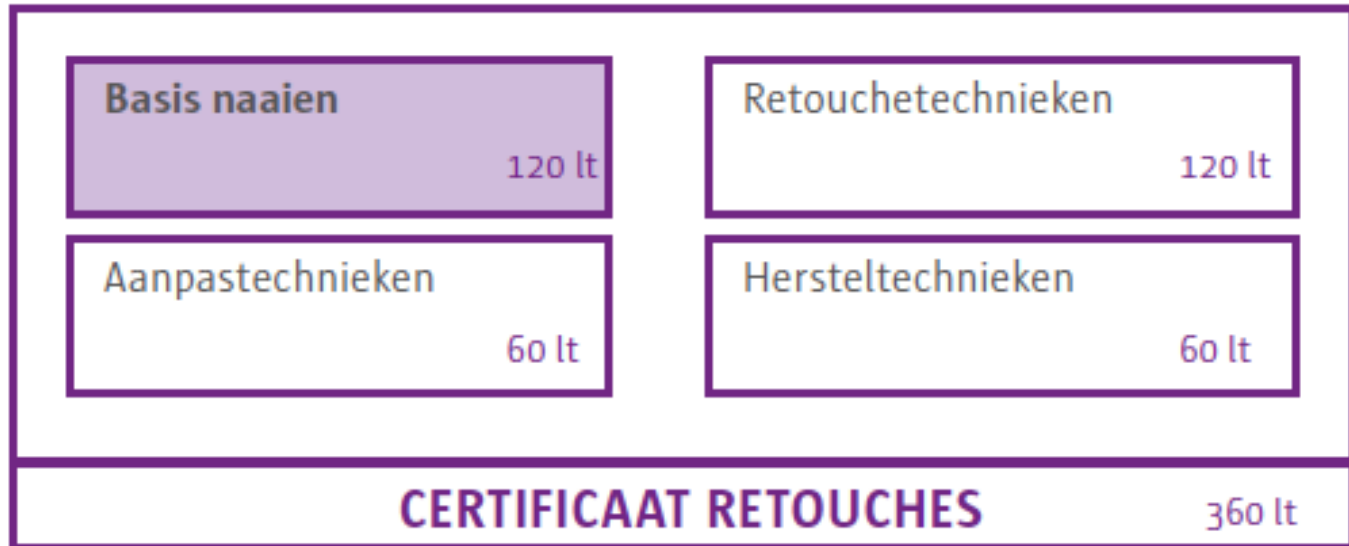 Basis naaien
120 lt
Retouchetechnieken
120 lt
Aanpastechnieken
60 lt
Hersteltechnieken
60 lt
CERTIFICAAT RETOUCHES 360 lt